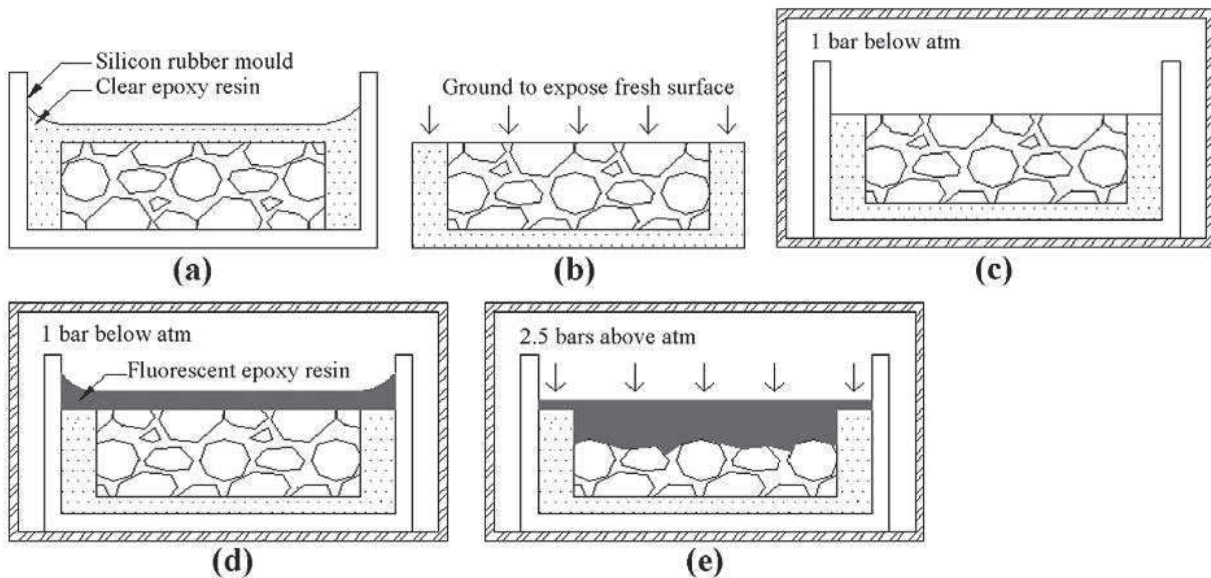 Silicon rubber mould
Clear epoxy resin
(a)
Ground to expose fresh surface
(b)
1 bar below atm
(c)
1 bar below atm
Fluorescent epoxy resin
(d)
2.5 bars above atm
(e)